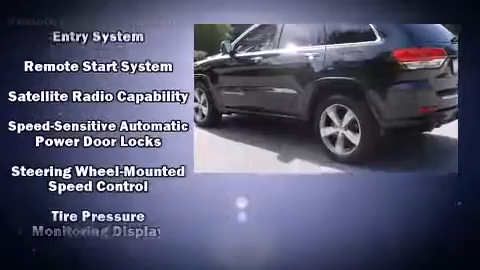 Entry System
Remote Start System
Satellite Radio Capability
Speed-Sensitive Automatic
Power Door Locks
Steering Wheel-Mounted
Speed Control
Tire Pressure
Monitoring Display